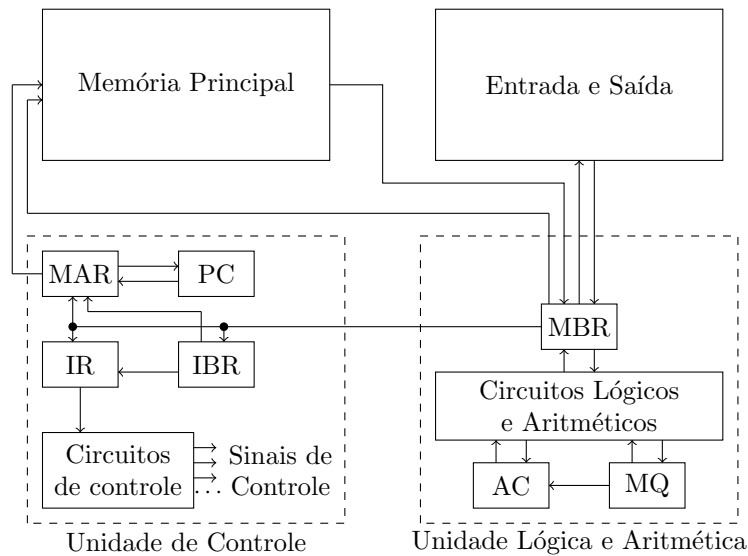 Memória Principal
Entrada e Saída
MAR
PC
MBR
IR
IBR
Circuitos Lógicos
e Aritméticos
Circuitos
de controle
Sinais de
... Controle
AC
MQ
Unidade de Controle
Unidade Lógica e Aritmética